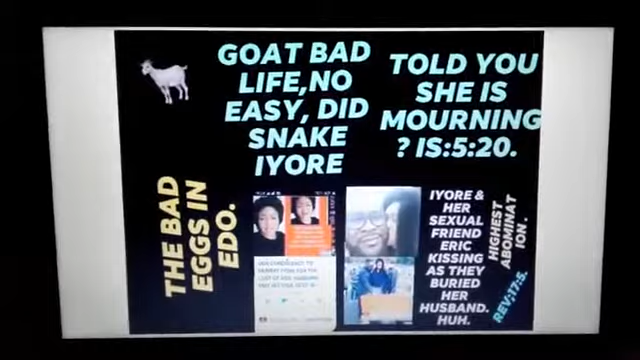 GOAT BAD
LIFE,NO
EASY, DID
SNAKE
IYORE
TOLD YOU
SHE IS
MOURNING
? IS:5:20.
THE BAD
EGGS IN
EDO.
IYORE &
HER
SEXUAL
FRIEND
ERIC
KISSING
AS THEY
BURIED
HER
HUSBAND.
HUH.
HIGHEST
ABOMINAT
ION.
REV:17:5.